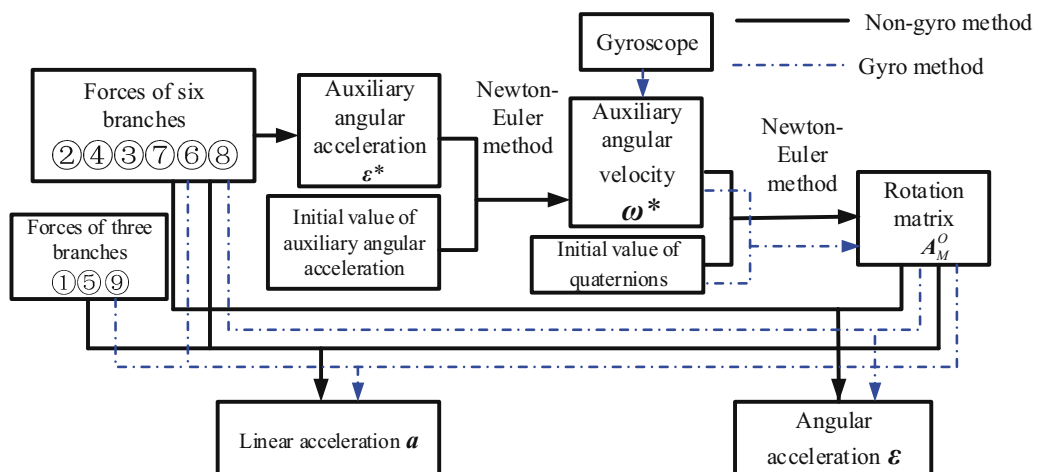 Forces of six
branches
②④③⑦⑥⑧
Forces of three
branches
①⑤⑨
Auxiliary
angular
acceleration
ε*
Initial value of
auxiliary angular
acceleration
Newton-
Euler
method
Gyroscope
Auxiliary
angular
velocity
ω*
Initial value of
quaternions
Non-gyro method
Gyro method
Newton-
Euler
method
Rotation
matrix
A_M^O
Linear acceleration a
Angular
acceleration ε